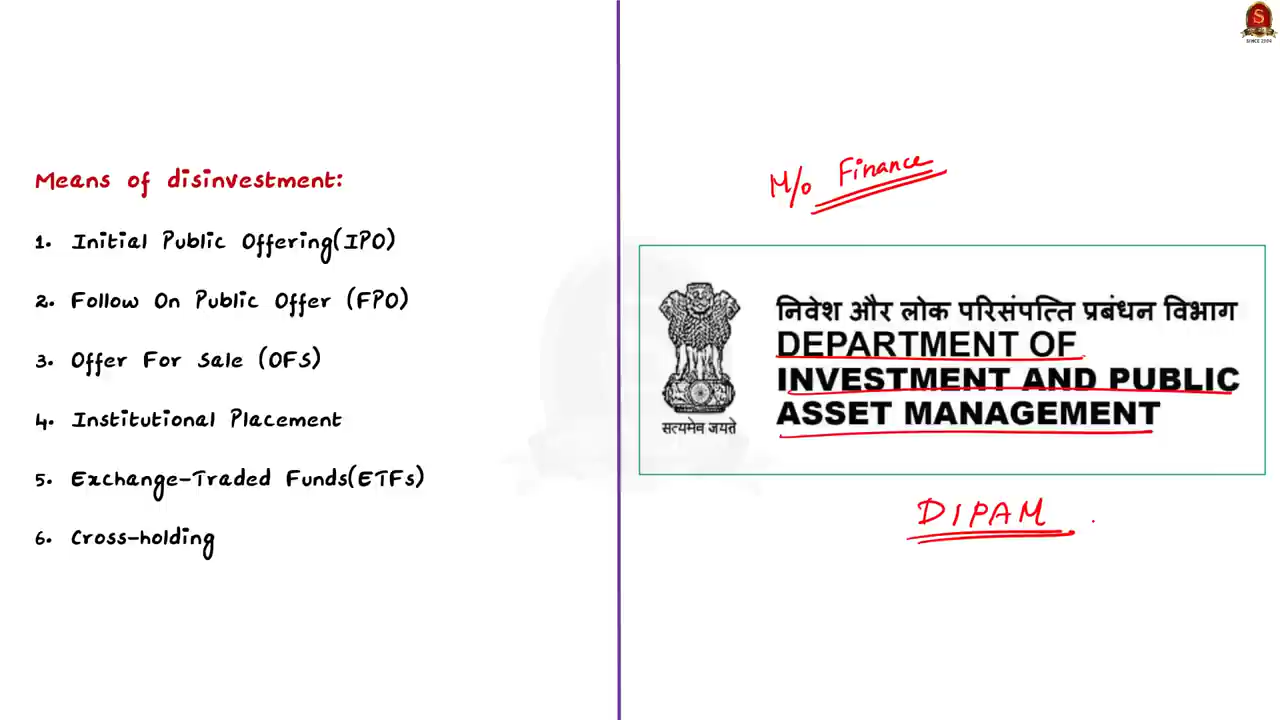 Means of disinvestment:
1. Initial Public Offering(IPO)
2. Follow On Public Offer (FPO)
3. Offer For Sale (OFS)
4. Institutional Placement
5. Exchange-Traded Funds(ETFs)
6. Cross-holding
M/o Finance
निवेश और लोक परिसंपत्ति प्रबंधन विभाग
DEPARTMENT OF
INVESTMENT AND PUBLIC
ASSET MANAGEMENT
सत्यमेव जयते
DIPAM
S